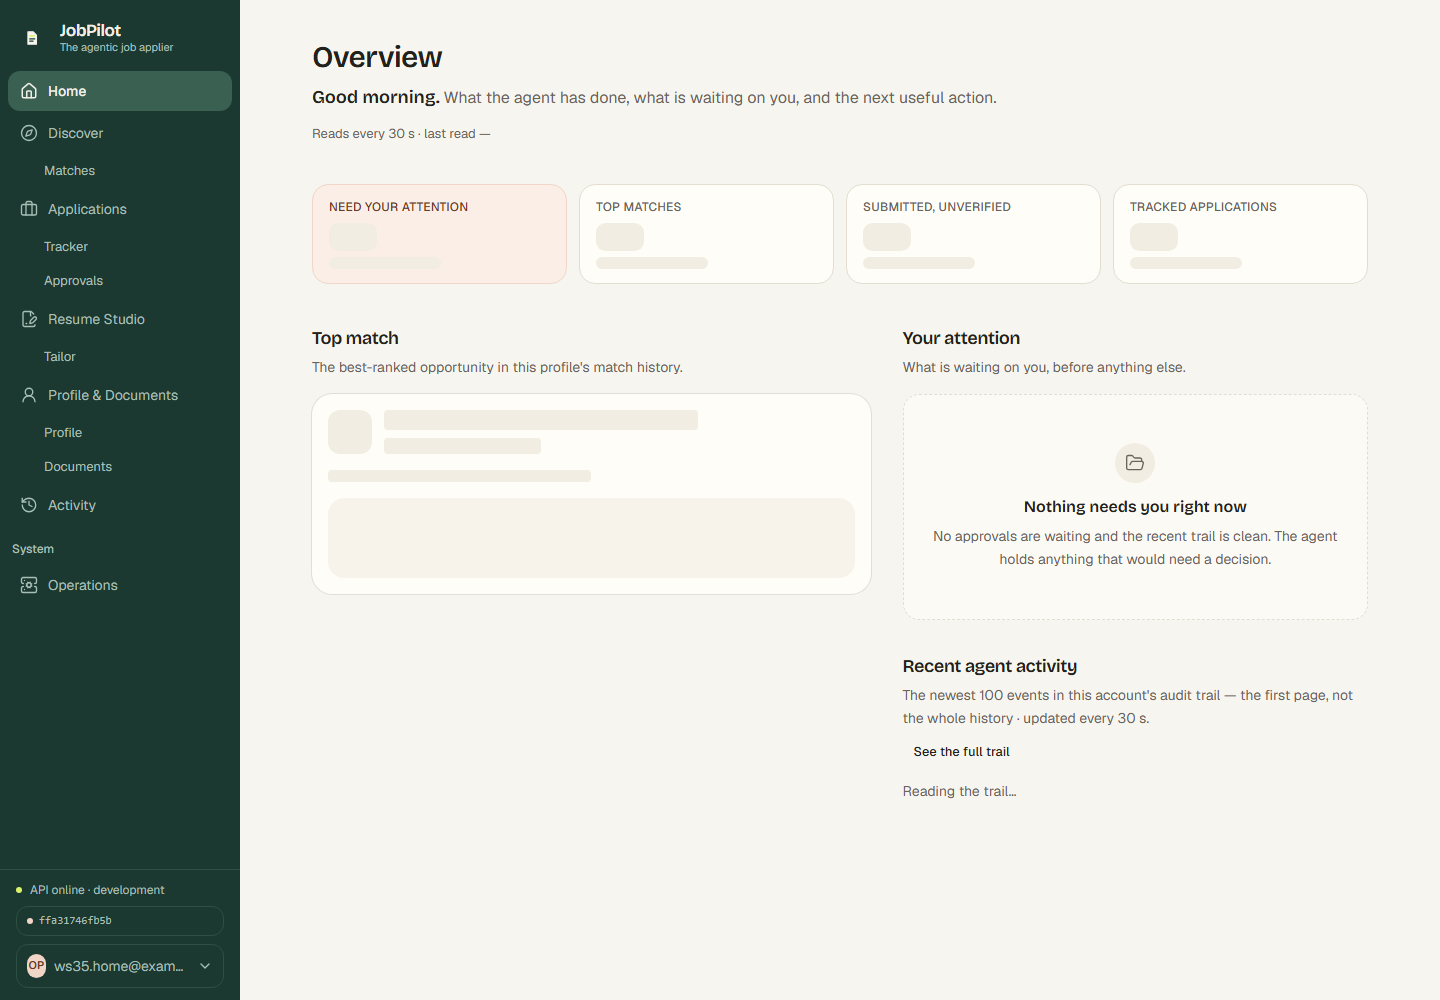 JobPilot
The agentic job applier
Home
Discover
Matches
Applications
Tracker
Approvals
Resume Studio
Tailor
Profile & Documents
Profile
Documents
Activity
System
Operations
API online · development
ffa31746fb5b
OP
ws35.home@exam...
Overview
Good morning. What the agent has done, what is waiting on you, and the next useful action.
Reads every 30 s · last read —
NEED YOUR ATTENTION
TOP MATCHES
SUBMITTED, UNVERIFIED
TRACKED APPLICATIONS
Top match
The best-ranked opportunity in this profile's match history.
Your attention
What is waiting on you, before anything else.
Nothing needs you right now
No approvals are waiting and the recent trail is clean. The agent
holds anything that would need a decision.
Recent agent activity
The newest 100 events in this account's audit trail — the first page, not
the whole history · updated every 30 s.
See the full trail
Reading the trail…